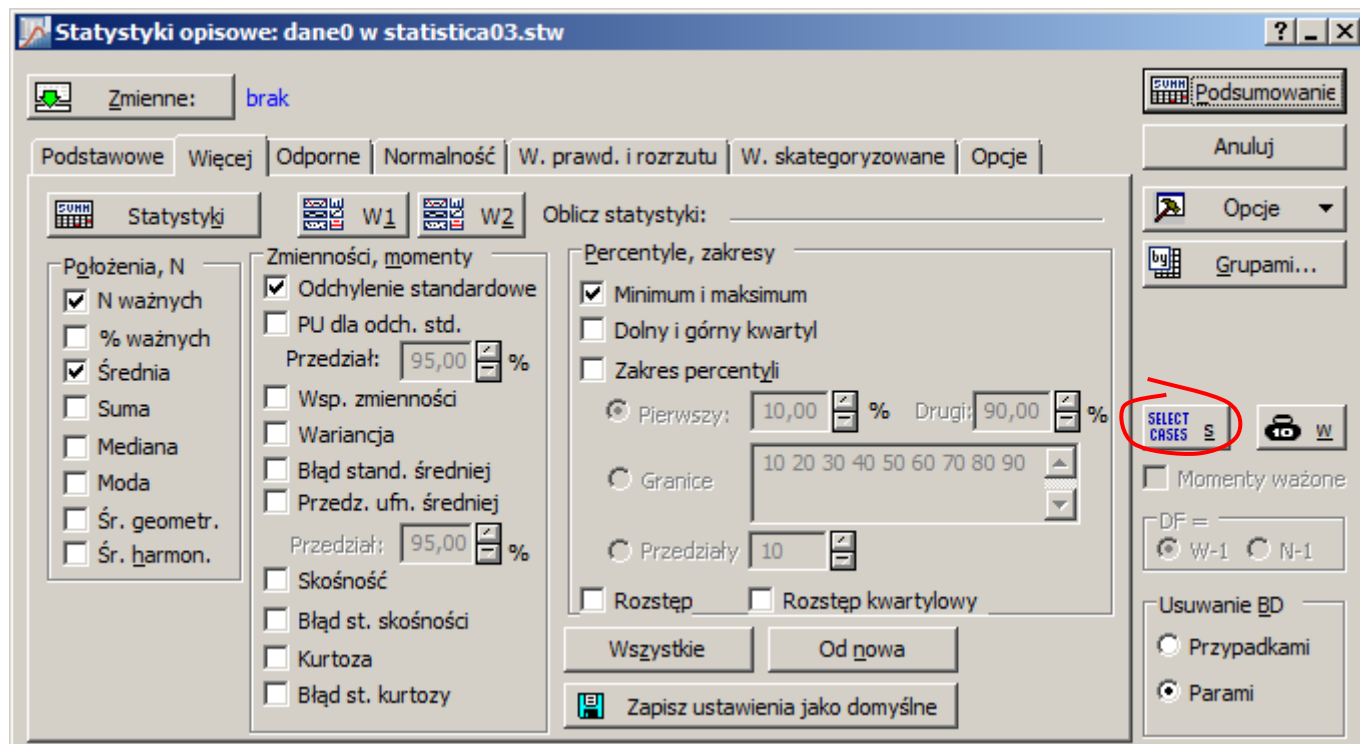 Statystyki opisowe: dane0 w statistica03.stw
Zmienne: brak
Podsumowanie
Anuluj
Opcje
Grupami...
Podstawowe Więcej Odporne Normalność W. prawd. i rozrzutu W. skategoryzowane Opcje
Statystyki W1 W2 Oblicz statystyki:
Położenia, N
N ważnych
% ważnych
Średnia
Suma
Mediana
Moda
Śr. geometr.
Śr. harmon.
Zmienności, momenty
Odchylenie standardowe
PU dla odch. std.
Przedział: 95,00 %
Wsp. zmienności
Wariancja
Błąd stand. średniej
Przedz. ufn. średniej
Przedział: 95,00 %
Skośność
Błąd st. skośności
Kurtoza
Błąd st. kurtozy
Percentyle, zakresy
Minimum i maksimum
Dolny i górny kwartyl
Zakres percentyli
Pierwszy: 10,00 % Drugi: 90,00 %
Granice 10 20 30 40 50 60 70 80 90
Przedziały 10
Rozstęp Rozstęp kwartylowy
Wszystkie Od nowa
Zapisz ustawienia jako domyślne
SELECT CASES S
10 W
Momenty ważone
DF =
W-1 N-1
Usuwanie BD
Przypadkami
Parami